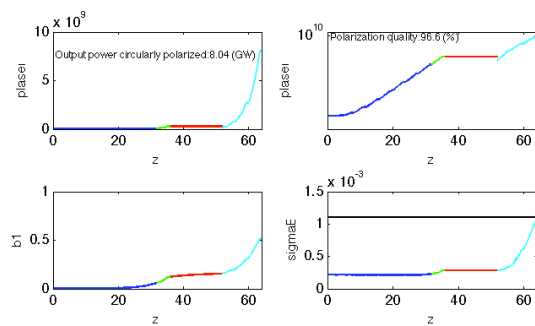 x 10^9
10
plaser
5
0
Output power circularly polarized:8.04 (GW)
0 20 40 60
z
10^10
plaser
Polarization quality:96.6 (%)
0 20 40 60
z
1
b1
0.5
0
0 20 40 60
z
x 10^-3
1.5
sigmaE
1
0.5
0
0 20 40 60
z